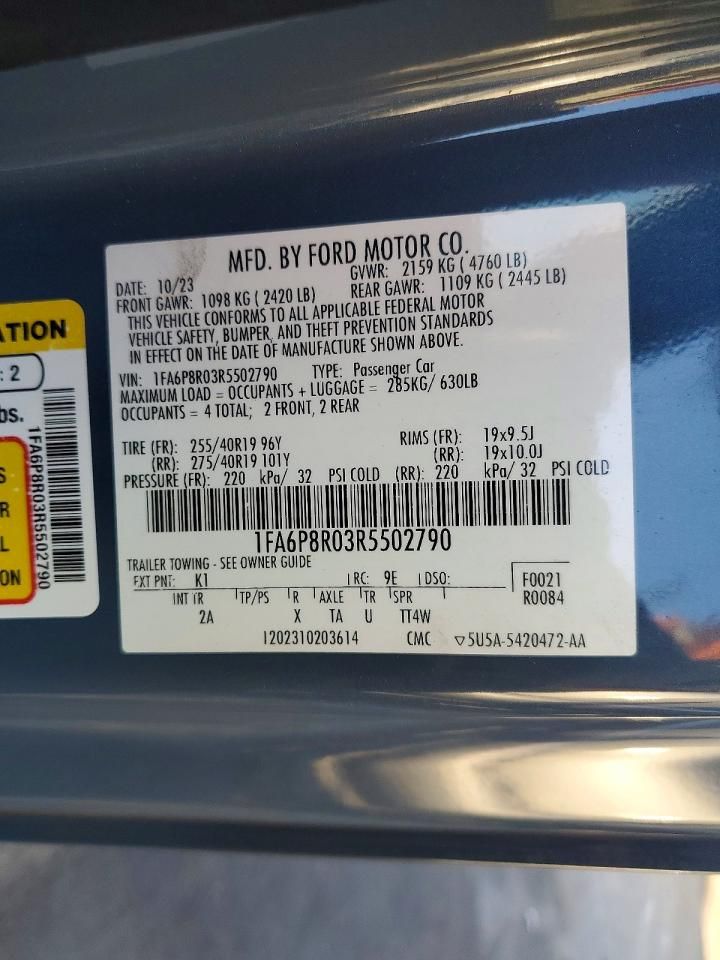 MFD. BY FORD MOTOR CO.
DATE: 10/23 GVWR: 2159 KG ( 4760 LB)
FRONT GAWR: 1098 KG ( 2420 LB) REAR GAWR: 1109 KG ( 2445 LB)
THIS VEHICLE CONFORMS TO ALL APPLICABLE FEDERAL MOTOR
VEHICLE SAFETY, BUMPER, AND THEFT PREVENTION STANDARDS
IN EFFECT ON THE DATE OF MANUFACTURE SHOWN ABOVE.
VIN: 1FA6P8R03R5502790 TYPE: Passenger Car
MAXIMUM LOAD = OCCUPANTS + LUGGAGE = 285KG/ 630LB
OCCUPANTS = 4 TOTAL; 2 FRONT, 2 REAR
TIRE (FR): 255/40R19 96Y RIMS (FR): 19x9.5J
(RR): 275/40R19 101Y (RR): 19x10.0J
PRESSURE (FR): 220 kPa/ 32 PSI COLD (RR): 220 kPa/ 32 PSI COLD
1FA6P8R03R5502790
TRAILER TOWING - SEE OWNER GUIDE
EXT PNT: K1 RC: 9E DSO: F0021
INT TR TP/PS R AXLE TR SPR R0084
2A X TA U TT4W
I202310203614 CMC ▽5U5A-5420472-AA
ATION
: 2
bs.
S
R
L
ON
1FA6P8R03R5502790